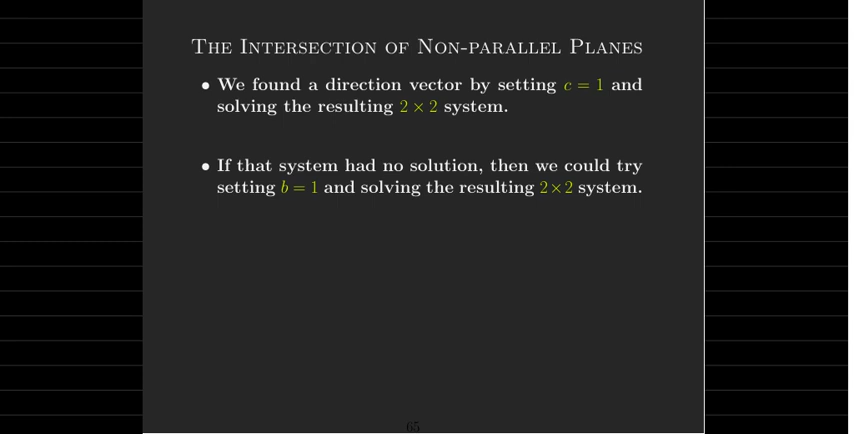 The Intersection of Non-parallel Planes
• We found a direction vector by setting c = 1 and
solving the resulting 2 × 2 system.
• If that system had no solution, then we could try
setting b = 1 and solving the resulting 2×2 system.
65